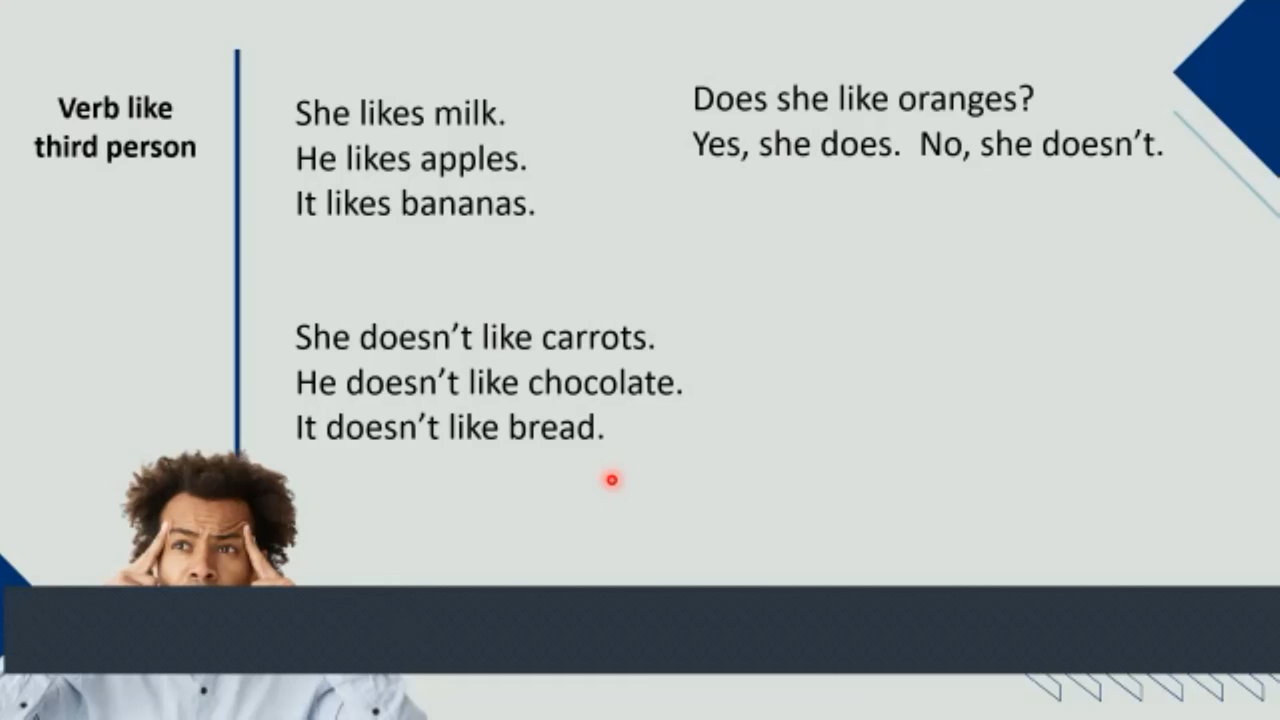 Verb like
third person
She likes milk.
He likes apples.
It likes bananas.
She doesn’t like carrots.
He doesn’t like chocolate.
It doesn’t like bread.
Does she like oranges?
Yes, she does.  No, she doesn’t.